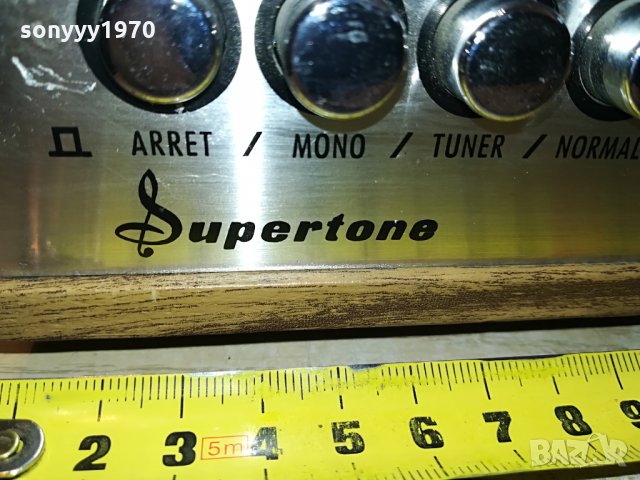 sonyyy1970
ARRET / MONO / TUNER / NORMAL
Supertone
2 3 5m 4 5 6 7 8 9
BAZAR